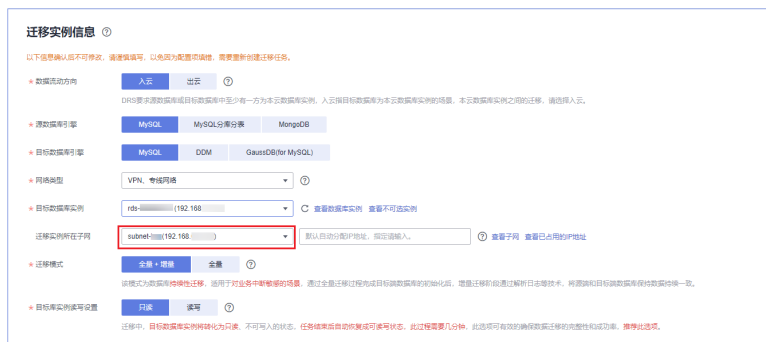 迁移实例信息 ?
以下信息确认后不可修改，请谨慎填写，以免因为配置项填错，需要重新创建迁移任务。
* 数据流动方向 入云 出云 ?
DRS要求源数据库或目标数据库中至少有一方为本云数据库实例，入云指目标数据库为本云数据库实例的场景，本云数据库实例之间的迁移，请选择入云。
* 源数据库引擎 MySQL MySQL分库分表 MongoDB
* 目标数据库引擎 MySQL DDM GaussDB(for MySQL)
* 网络类型 VPN、专线网络 ?
* 目标数据库实例 rds- (192.168 查看数据库实例 查看不可选实例
迁移实例所在子网 subnet- (192.168. ) 默认自动分配IP地址，指定请输入。 ? 查看子网 查看已占用的IP地址
* 迁移模式 全量 + 增量 全量 ?
该模式为数据库持续性迁移，适用于对业务中断敏感的场景，通过全量迁移过程完成目标端数据库的初始化后，增量迁移阶段通过解析日志等技术，将源端和目标端数据库保持数据持续一致。
* 目标库实例读写设置 只读 读写 ?
迁移中，目标数据库实例将转化为只读、不可写入的状态，任务结束后自动恢复成可读写状态，此过程需要几分钟，此选项可有效的确保数据迁移的完整性和成功率，推荐此选项。